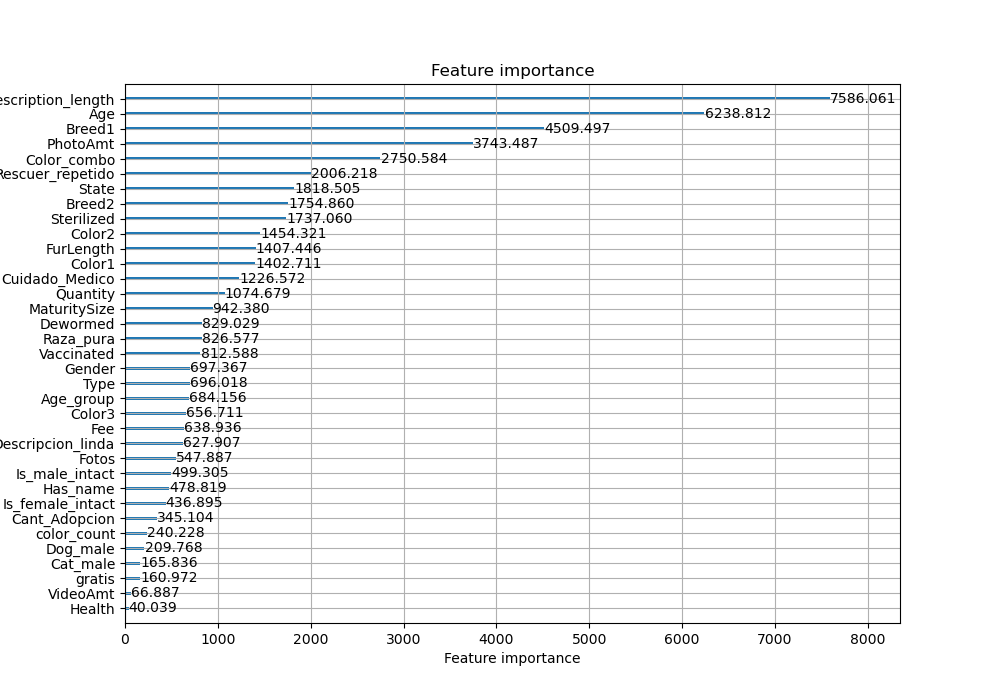 Feature importance
escription_length 7586.061
Age 6238.812
Breed1 4509.497
PhotoAmt 3743.487
Color_combo 2750.584
Rescuer_repetido 2006.218
State 1818.505
Breed2 1754.860
Sterilized 1737.060
Color2 1454.321
FurLength 1407.446
Color1 1402.711
Cuidado_Medico 1226.572
Quantity 1074.679
MaturitySize 942.380
Dewormed 829.029
Raza_pura 826.577
Vaccinated 812.588
Gender 697.367
Type 696.018
Age_group 684.156
Color3 656.711
Fee 638.936
Descripcion_linda 627.907
Fotos 547.887
Is_male_intact 499.305
Has_name 478.819
Is_female_intact 436.895
Cant_Adopcion 345.104
color_count 240.228
Dog_male 209.768
Cat_male 165.836
gratis 160.972
VideoAmt 66.887
Health 40.039
0 1000 2000 3000 4000 5000 6000 7000 8000
Feature importance